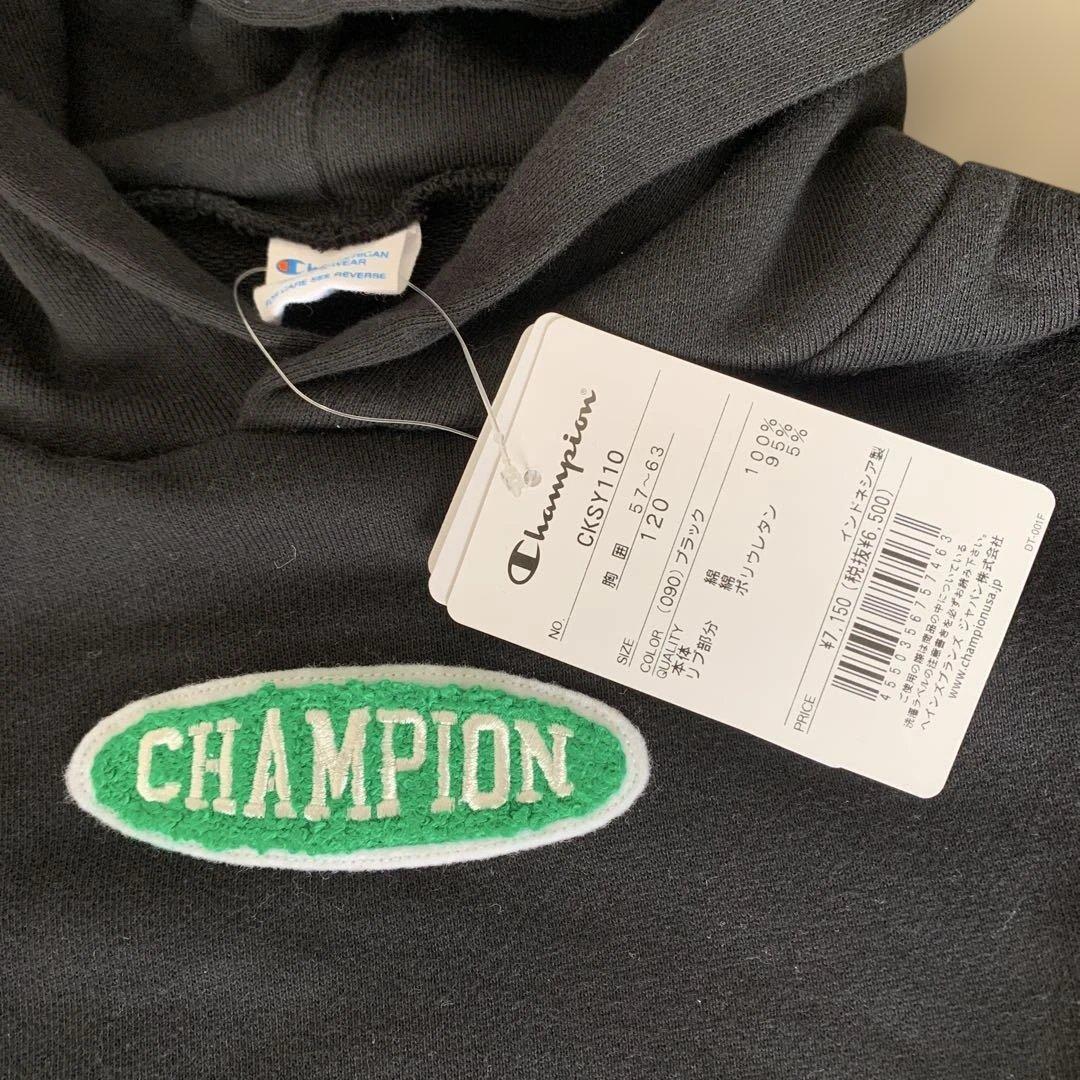 IGAN
WEAR
CARE SEE REVERSE
Champion®
NO. CKSY110
胸囲 57~63
SIZE 120
COLOR (090)ブラック
QUALITY
本体 綿 100%
リブ部分 綿 95%
ポリウレタン 5%
インドネシア製
PRICE ¥7,150(税抜¥6,500)
4550356757463
ご使用の際は商品の中についている
洗濯ラベルの注意書きを必ずお読み下さい。
ヘインズブランズ ジャパン株式会社
www.championusa.jp
DT-001F
CHAMPION